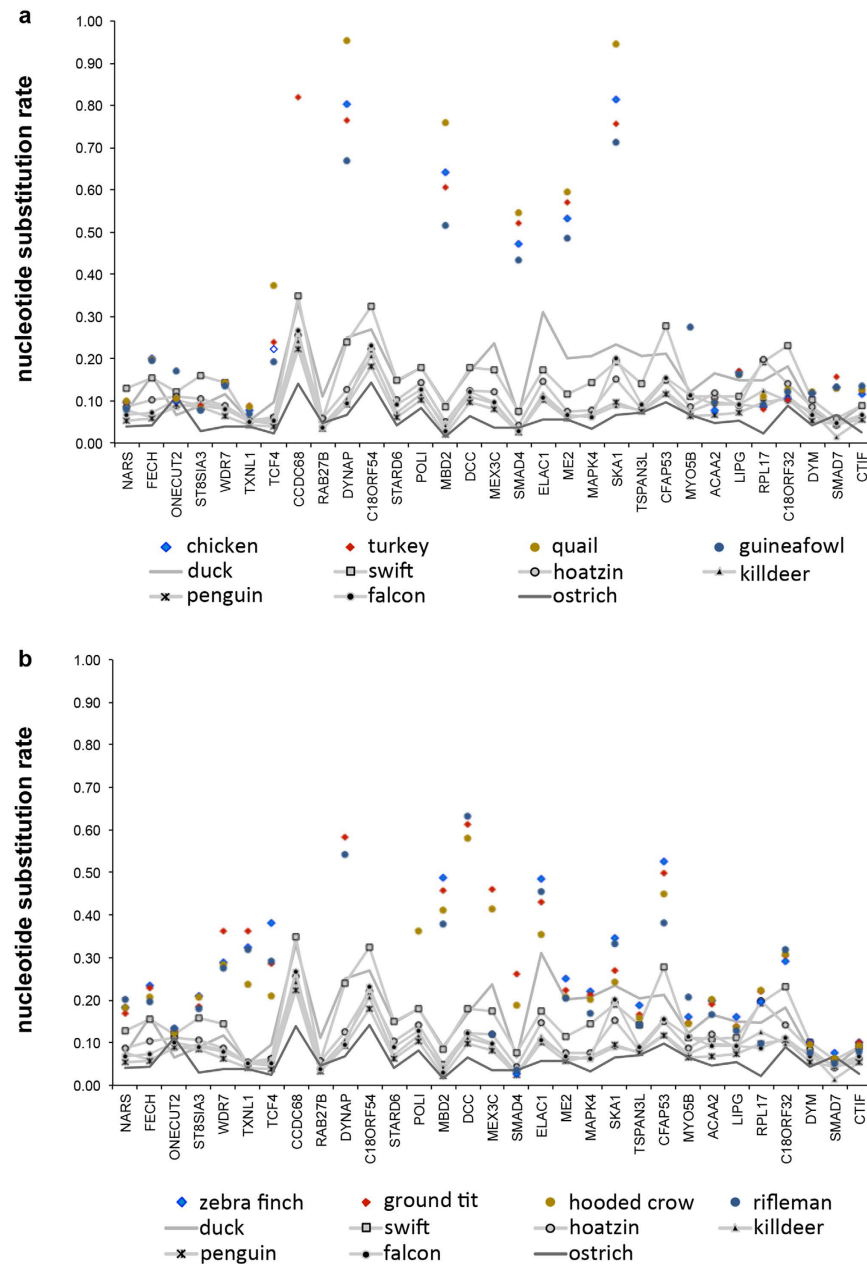 a
nucleotide substitution rate
1.00
0.90
0.80
0.70
0.60
0.50
0.40
0.30
0.20
0.10
0.00
NARS
FECH
ONECUT2
ST8SIA3
WDR7
TXNL1
TCF4
CCDC68
RAB27B
DYNAP
C18ORF54
STARD6
POLI
MBD2
DCC
MEX3C
SMAD4
ELAC1
ME2
MAPK4
SKA1
TSPAN3L
CFAP53
MYO5B
ACAA2
LIPG
RPL17
C18ORF32
DYM
SMAD7
CTIF
chicken turkey quail guineafowl
duck swift hoatzin killdeer
penguin falcon ostrich
b
nucleotide substitution rate
1.00
0.90
0.80
0.70
0.60
0.50
0.40
0.30
0.20
0.10
0.00
NARS
FECH
ONECUT2
ST8SIA3
WDR7
TXNL1
TCF4
CCDC68
RAB27B
DYNAP
C18ORF54
STARD6
POLI
MBD2
DCC
MEX3C
SMAD4
ELAC1
ME2
MAPK4
SKA1
TSPAN3L
CFAP53
MYO5B
ACAA2
LIPG
RPL17
C18ORF32
DYM
SMAD7
CTIF
zebra finch ground tit hooded crow rifleman
duck swift hoatzin killdeer
penguin falcon ostrich